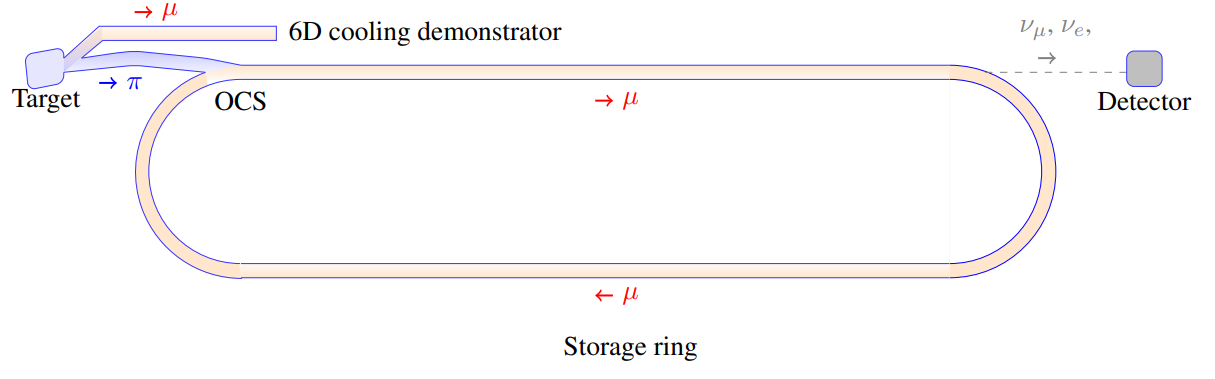 → μ
6D cooling demonstrator
ν_μ, ν_e,
→
→ π
Target
OCS
→ μ
Detector
← μ
Storage ring